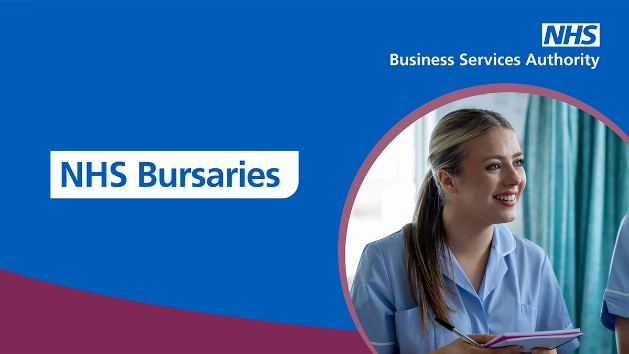 NHS
Business Services Authority
NHS Bursaries